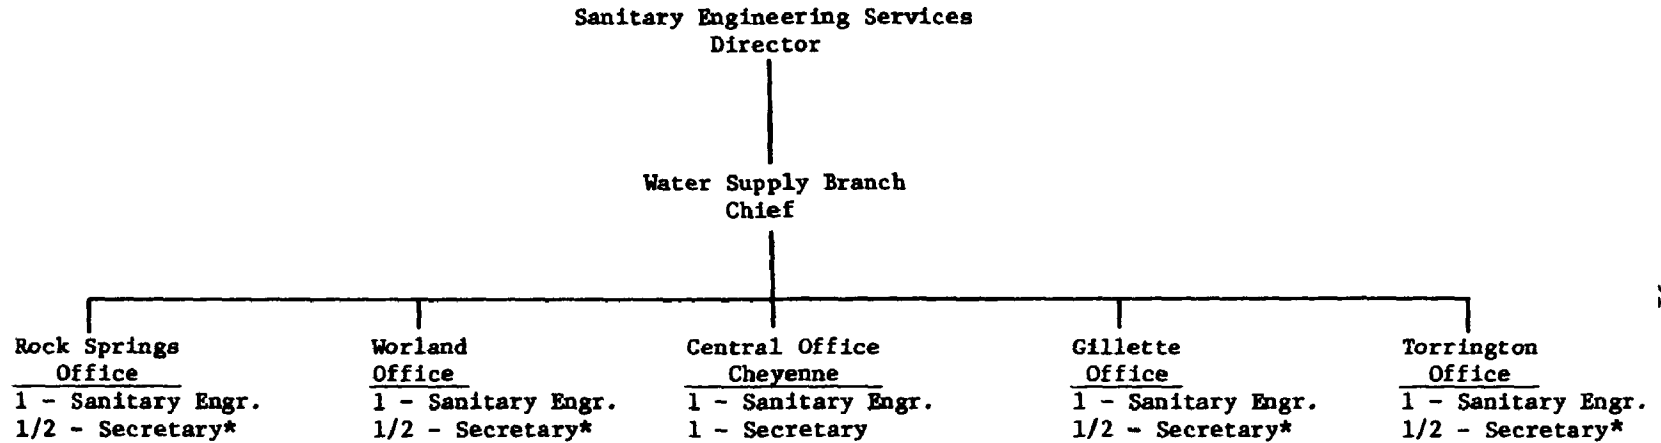 Sanitary Engineering Services
Director
Water Supply Branch
Chief
Rock Springs
Office
1 - Sanitary Engr.
1/2 - Secretary*
Worland
Office
1 - Sanitary Engr.
1/2 - Secretary*
Central Office
Cheyenne
1 - Sanitary Engr.
1 - Secretary
Gillette
Office
1 - Sanitary Engr.
1/2 - Secretary*
Torrington
Office
1 - Sanitary Engr.
1/2 - Secretary*